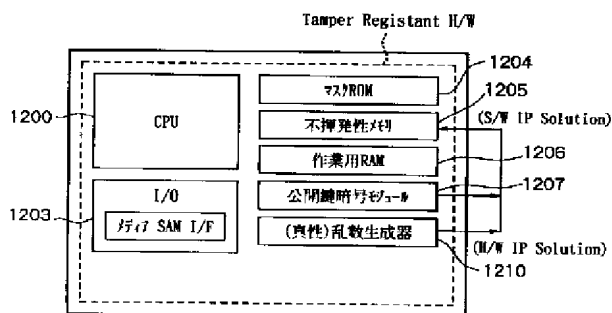 Tamper Registant H/W
1204
マスクROM
1205
1200
CPU
不揮発性メモリ
(S/W IP Solution)
作業用RAM
1206
1203
I/O
公開鍵暗号モジュール
1207
メディア SAM I/F
(真性)乱数生成器
(H/W IP Solution)
1210